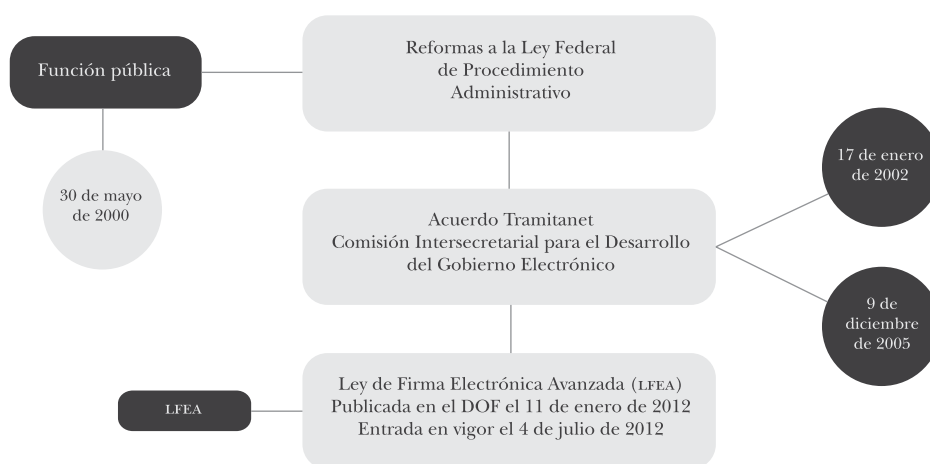 Función pública
Reformas a la Ley Federal
de Procedimiento
Administrativo
30 de mayo
de 2000
Acuerdo Tramitanet
Comisión Intersecretarial para el Desarrollo
del Gobierno Electrónico
17 de enero
de 2002
9 de
diciembre
de 2005
LFEA
Ley de Firma Electrónica Avanzada (LFEA)
Publicada en el DOF el 11 de enero de 2012
Entrada en vigor el 4 de julio de 2012